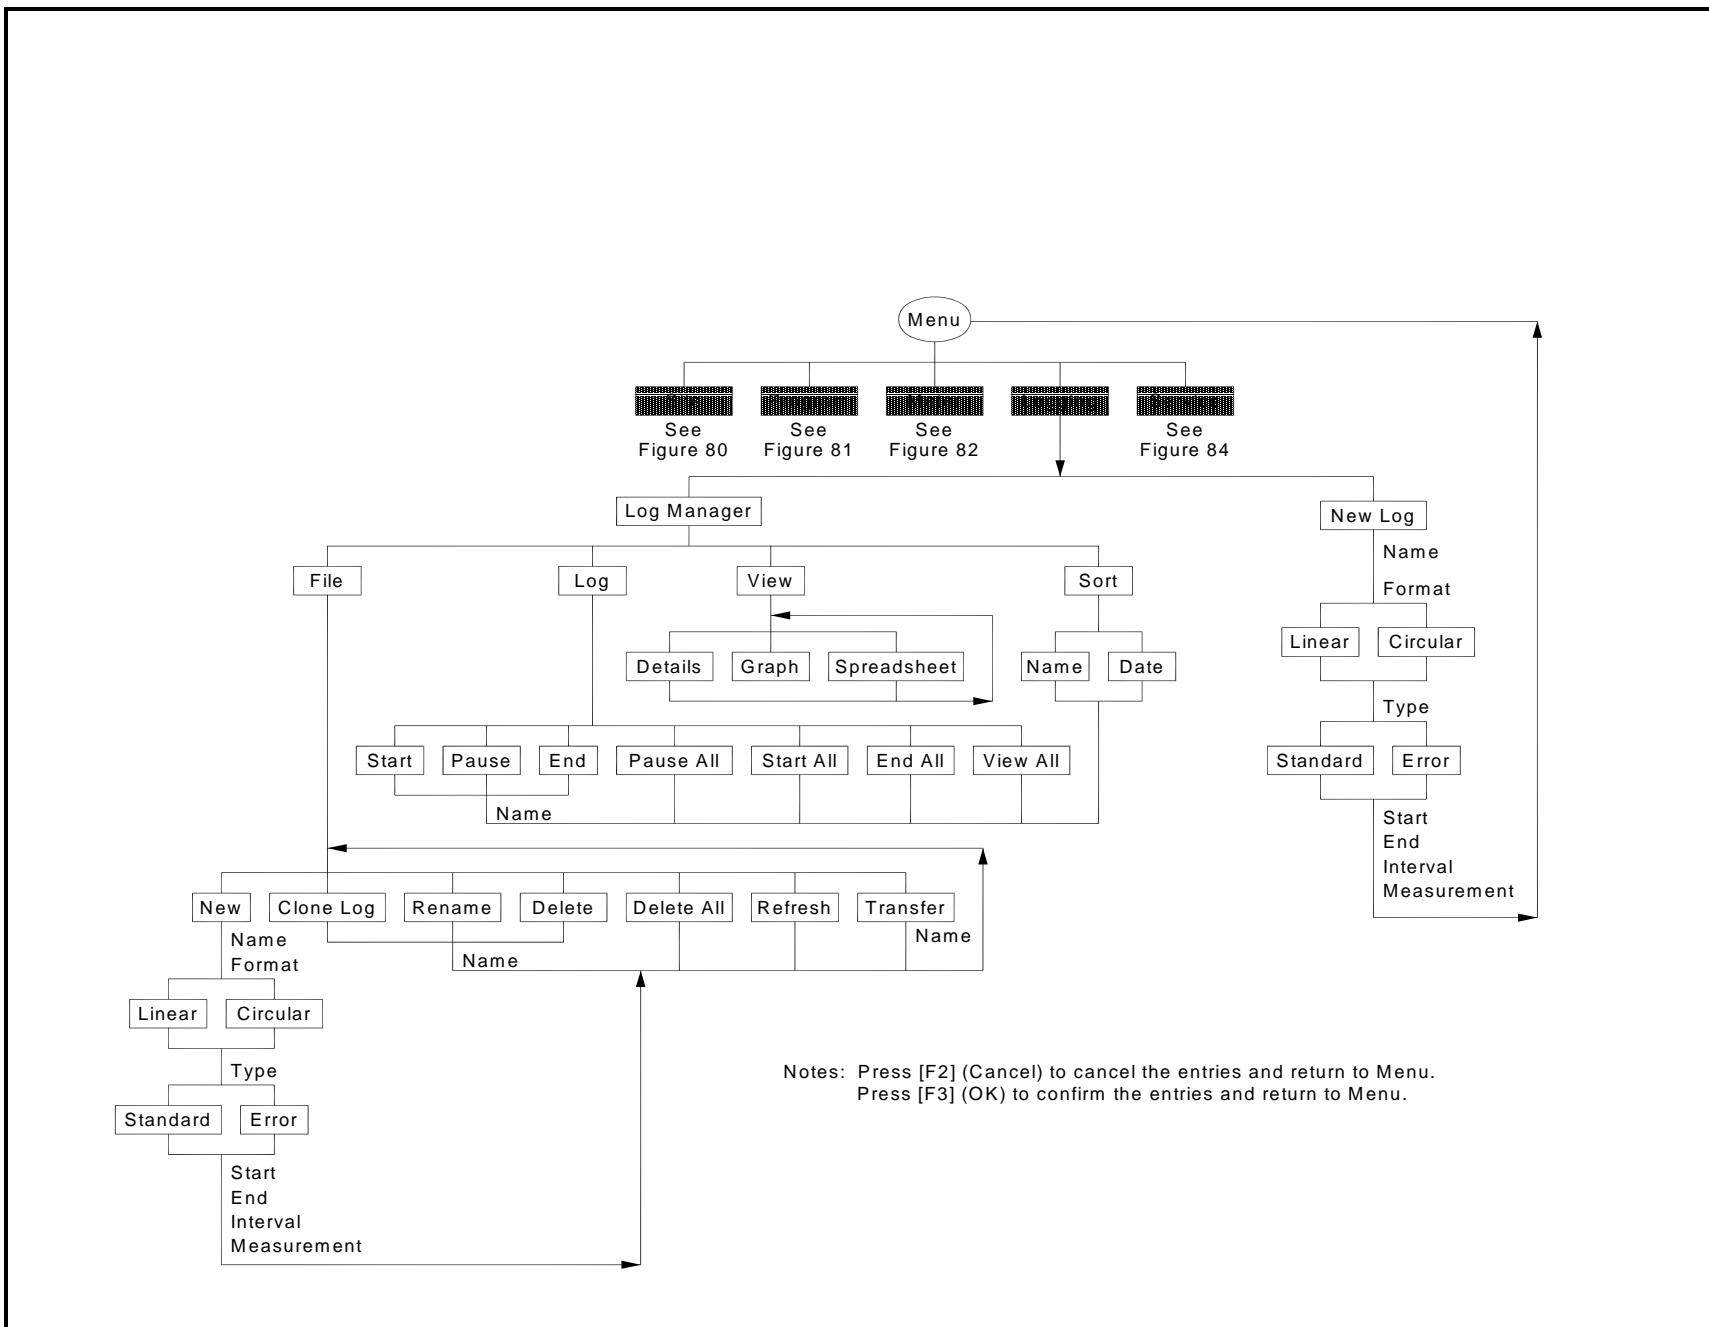 Menu
Logging
See
Figure 80
See
Figure 81
See
Figure 82
See
Figure 84
Log Manager
New Log
Name
Format
File
Log
View
Sort
Linear
Circular
Details
Graph
Spreadsheet
Name
Date
Type
Start
Pause
End
Pause All
Start All
End All
View All
Standard
Error
Name
Start
End
Interval
Measurement
New
Clone Log
Rename
Delete
Delete All
Refresh
Transfer
Name
Format
Name
Name
Linear
Circular
Type
Standard
Error
Start
End
Interval
Measurement
Notes: Press [F2] (Cancel) to cancel the entries and return to Menu.
Press [F3] (OK) to confirm the entries and return to Menu.